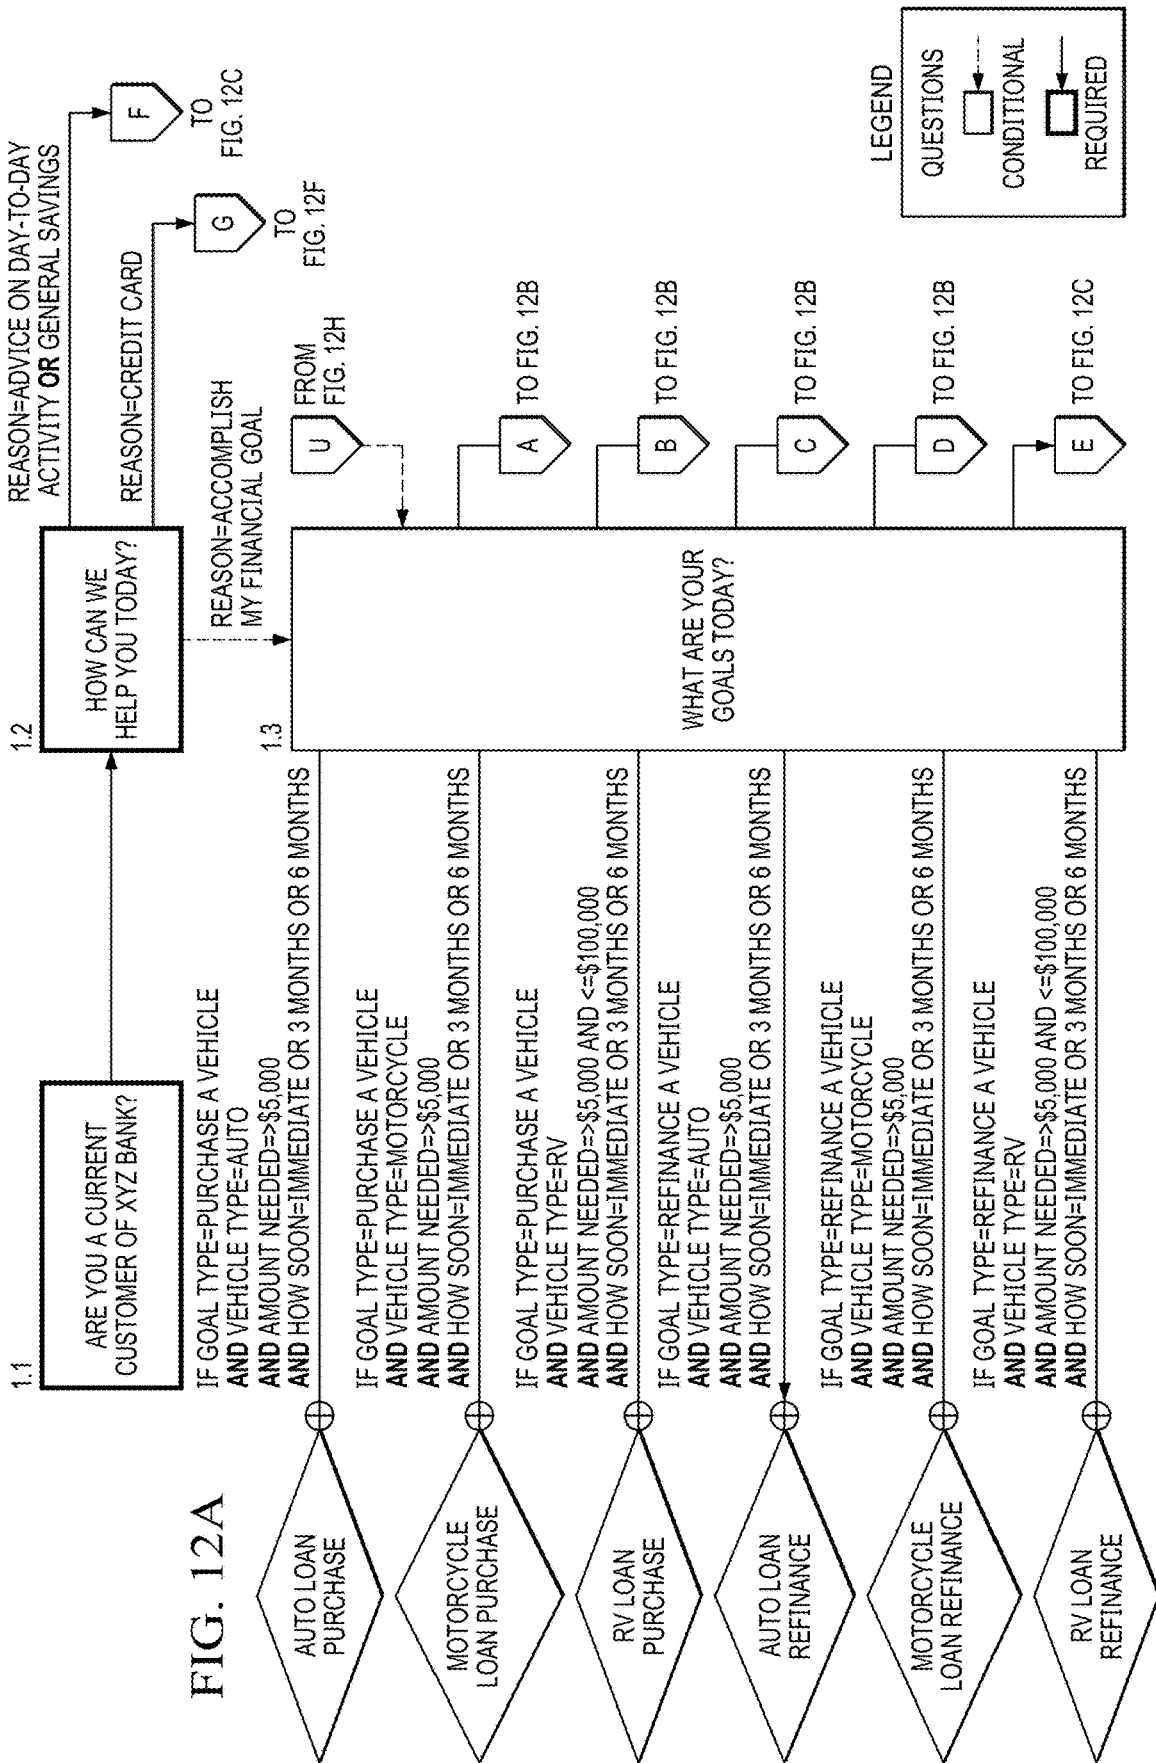 FIG. 12A
1.1
ARE YOU A CURRENT
CUSTOMER OF XYZ BANK?
1.2
HOW CAN WE
HELP YOU TODAY?
REASON=ADVICE ON DAY-TO-DAY
ACTIVITY OR GENERAL SAVINGS
F
TO
FIG. 12C
REASON=CREDIT CARD
G
TO
FIG. 12F
REASON=ACCOMPLISH
MY FINANCIAL GOAL
U
FROM
FIG. 12H
1.3
WHAT ARE YOUR
GOALS TODAY?
A
TO FIG. 12B
B
TO FIG. 12B
C
TO FIG. 12B
D
TO FIG. 12B
E
TO FIG. 12C
IF GOAL TYPE=PURCHASE A VEHICLE
AND VEHICLE TYPE=AUTO
AND AMOUNT NEEDED=>$5,000
AND HOW SOON=IMMEDIATE OR 3 MONTHS OR 6 MONTHS
AUTO LOAN
PURCHASE
IF GOAL TYPE=PURCHASE A VEHICLE
AND VEHICLE TYPE=MOTORCYCLE
AND AMOUNT NEEDED=>$5,000
AND HOW SOON=IMMEDIATE OR 3 MONTHS OR 6 MONTHS
MOTORCYCLE
LOAN PURCHASE
IF GOAL TYPE=PURCHASE A VEHICLE
AND VEHICLE TYPE=RV
AND AMOUNT NEEDED=>$5,000 AND <=$100,000
AND HOW SOON=IMMEDIATE OR 3 MONTHS OR 6 MONTHS
RV LOAN
PURCHASE
IF GOAL TYPE=REFINANCE A VEHICLE
AND VEHICLE TYPE=AUTO
AND AMOUNT NEEDED=>$5,000
AND HOW SOON=IMMEDIATE OR 3 MONTHS OR 6 MONTHS
AUTO LOAN
REFINANCE
IF GOAL TYPE=REFINANCE A VEHICLE
AND VEHICLE TYPE=MOTORCYCLE
AND AMOUNT NEEDED=>$5,000
AND HOW SOON=IMMEDIATE OR 3 MONTHS OR 6 MONTHS
MOTORCYCLE
LOAN REFINANCE
IF GOAL TYPE=REFINANCE A VEHICLE
AND VEHICLE TYPE=RV
AND AMOUNT NEEDED=>$5,000 AND <=$100,000
AND HOW SOON=IMMEDIATE OR 3 MONTHS OR 6 MONTHS
RV LOAN
REFINANCE
LEGEND
QUESTIONS
CONDITIONAL
REQUIRED